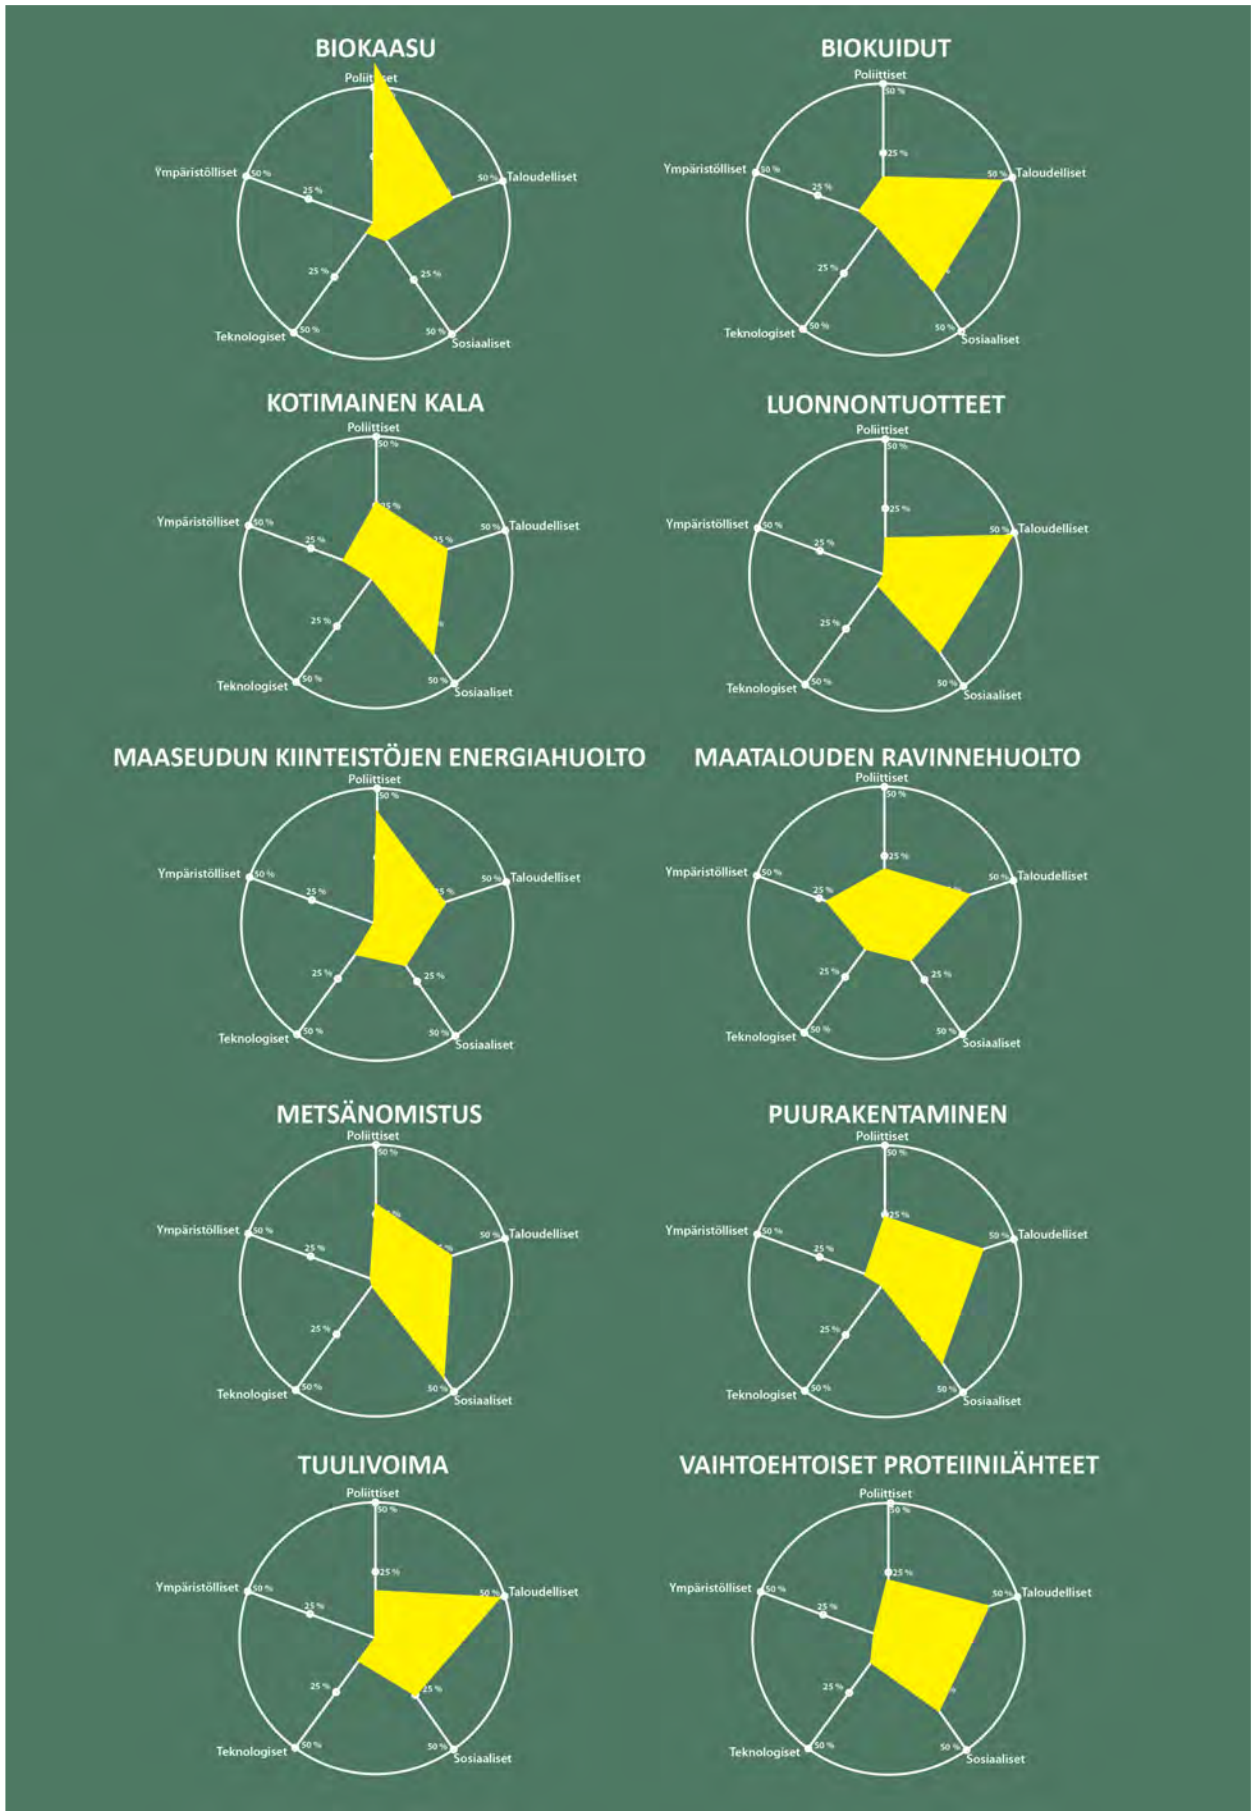 BIOKAASU
Poliittiset
50 %
Taloudelliset
Ympäristölliset
50 %
25 %
25 %
25 %
Teknologiset
50 %
50 %
Sosiaaliset
BIOKUIDUT
Poliittiset
50 %
25 %
50 %
Taloudelliset
Ympäristölliset
50 %
25 %
25 %
Teknologiset
50 %
50 %
Sosiaaliset
KOTIMAINEN KALA
Poliittiset
50 %
25 %
50 %
Taloudelliset
25 %
Ympäristölliset
50 %
25 %
25 %
Teknologiset
50 %
50 %
Sosiaaliset
LUONNONTUOTTEET
Poliittiset
50 %
25 %
50 %
Taloudelliset
Ympäristölliset
50 %
25 %
25 %
Teknologiset
50 %
50 %
Sosiaaliset
MAASEUDUN KIINTEISTÖJEN ENERGIAHUOLTO
Poliittiset
50 %
50 %
Taloudelliset
25 %
Ympäristölliset
50 %
25 %
25 %
25 %
Teknologiset
50 %
50 %
Sosiaaliset
MAATALOUDEN RAVINNEHUOLTO
Poliittiset
50 %
25 %
50 %
Taloudelliset
Ympäristölliset
50 %
25 %
25 %
25 %
Teknologiset
50 %
50 %
Sosiaaliset
METSÄNOMISTUS
Poliittiset
50 %
50 %
Taloudelliset
Ympäristölliset
50 %
25 %
25 %
Teknologiset
50 %
50 %
Sosiaaliset
PUURAKENTAMINEN
Poliittiset
50 %
25 %
50 %
Taloudelliset
Ympäristölliset
50 %
25 %
25 %
Teknologiset
50 %
50 %
Sosiaaliset
TUULIVOIMA
Poliittiset
50 %
25 %
50 %
Taloudelliset
Ympäristölliset
50 %
25 %
25 %
25 %
Teknologiset
50 %
50 %
Sosiaaliset
VAIHTOEHTOISET PROTEIINILÄHTEET
Poliittiset
50 %
25 %
50 %
Taloudelliset
Ympäristölliset
50 %
25 %
25 %
Teknologiset
50 %
50 %
Sosiaaliset